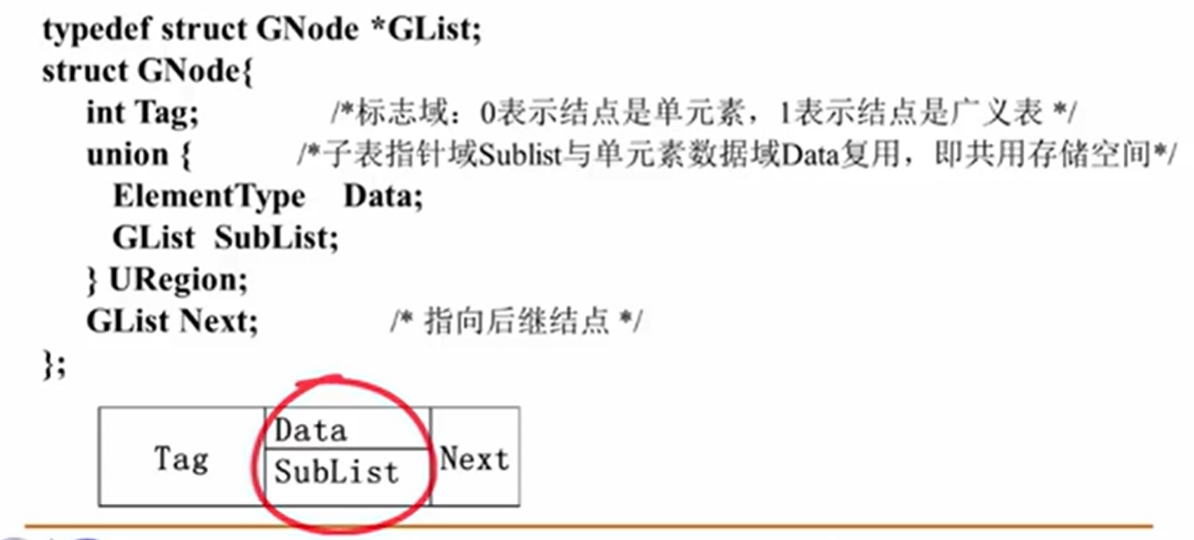 typedef struct GNode *GList;
struct GNode{
int Tag; /*标志域：0表示结点是单元素，1表示结点是广义表 */
union { /*子表指针域Sublist与单元素数据域Data复用，即共用存储空间*/
ElementType Data;
GList SubList;
} URegion;
GList Next; /* 指向后继结点 */
};
Data
Tag
Next
SubList